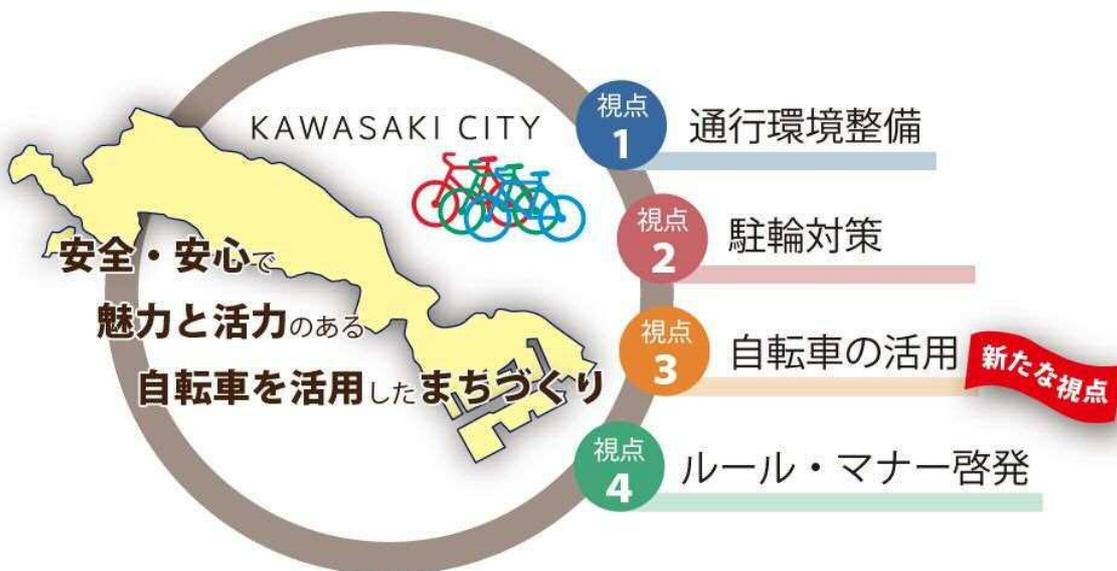 KAWASAKI CITY
安全・安心で
魅力と活力のある
自転車を活用したまちづくり
視点
1
通行環境整備
視点
2
駐輪対策
視点
3
自転車の活用
新たな視点
視点
4
ルール・マナー啓発